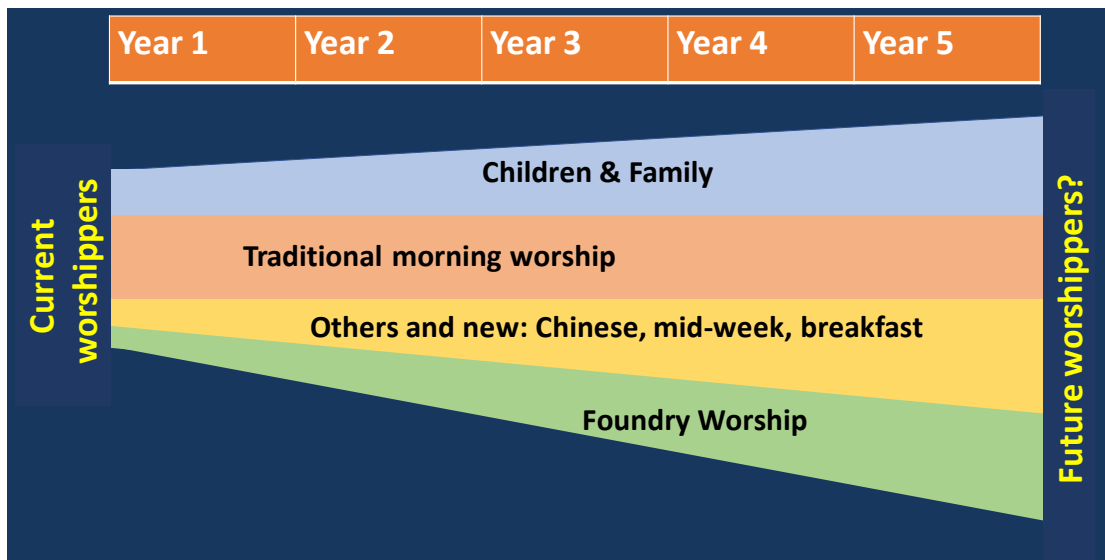 Year 1 Year 2 Year 3 Year 4 Year 5
Current
worshippers
Children & Family
Traditional morning worship
Others and new: Chinese, mid-week, breakfast
Foundry Worship
Future worshippers?